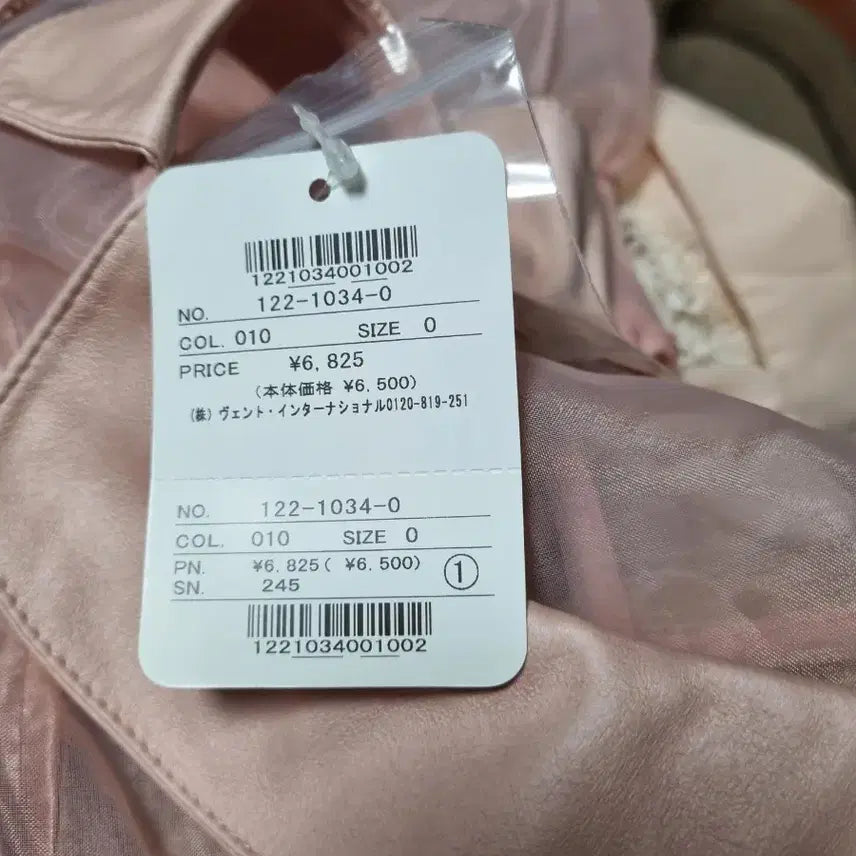 1221034001002
NO. 122-1034-0
COL. 010 SIZE 0
PRICE ¥6,825
(本体価格 ¥6,500)
(株) ヴェント・インターナショナル0120-819-251
NO. 122-1034-0
COL. 010 SIZE 0
PN. ¥6.825( ¥6.500)
SN. 245 ①
1221034001002